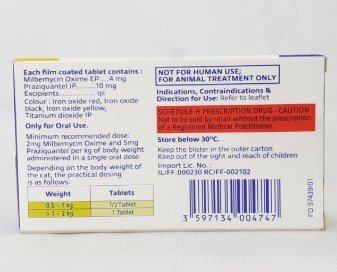 Each film coated tablet contains :
Milbemycin Oxime EP....4 mg
Praziquantel IP.........10 mg
Excipients............... qs
Colour : Iron oxide red, Iron oxide
black, Iron oxide yellow,
Titanium dioxide IP
Only for Oral Use.
Minimum recommended dose:
2mg Milbemycin Oxime and 5mg
Praziquantel per kg of body weight
administered in a single oral dose
Depending on the body weight of
the cat, the practical dosing
is as follows:
Weight Tablets
0.5 - 1 kg 1/2 Tablet
> 1 - 2 kg 1 Tablet
NOT FOR HUMAN USE;
FOR ANIMAL TREATMENT ONLY
Indications, Contraindications &
Direction for Use: Refer to leaflet
SCHEDULE H PRESCRIPTION DRUG - CAUTION :
Not to be sold by retail without the prescription
of a Registered Medical Practitioner.
Store below 30°C.
Keep the blister in the outer carton
Keep out of the sight and reach of children
Import Lic. No. :
IL/FF-000230 RC/FF-002102
3 597134 004747
FD 97439/01